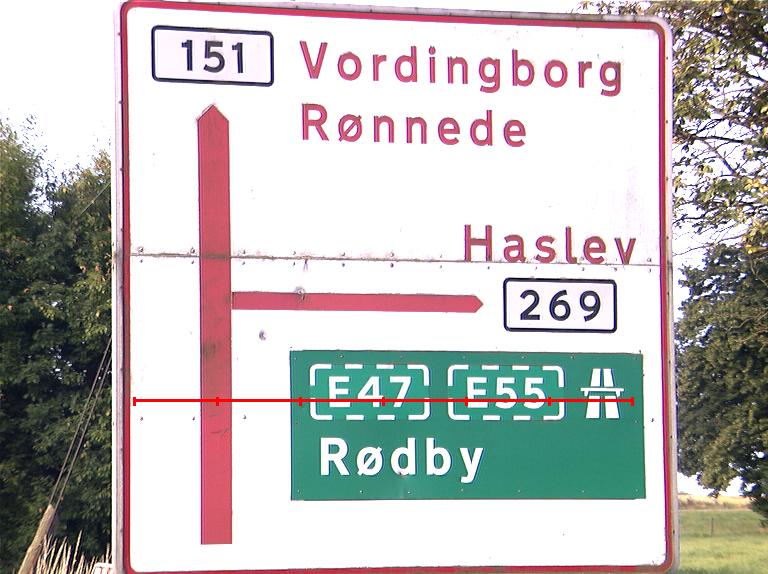 151 Vordingborg
Rønnede
Haslev
269
E47 E55
Rødby